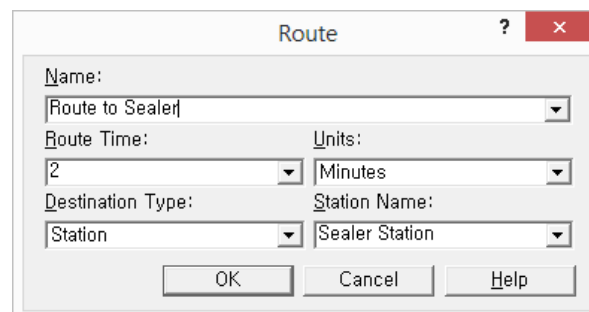 Route
?
×
Name:
Route to Sealer
Route Time: Units:
2 Minutes
Destination Type: Station Name:
Station Sealer Station
OK Cancel Help